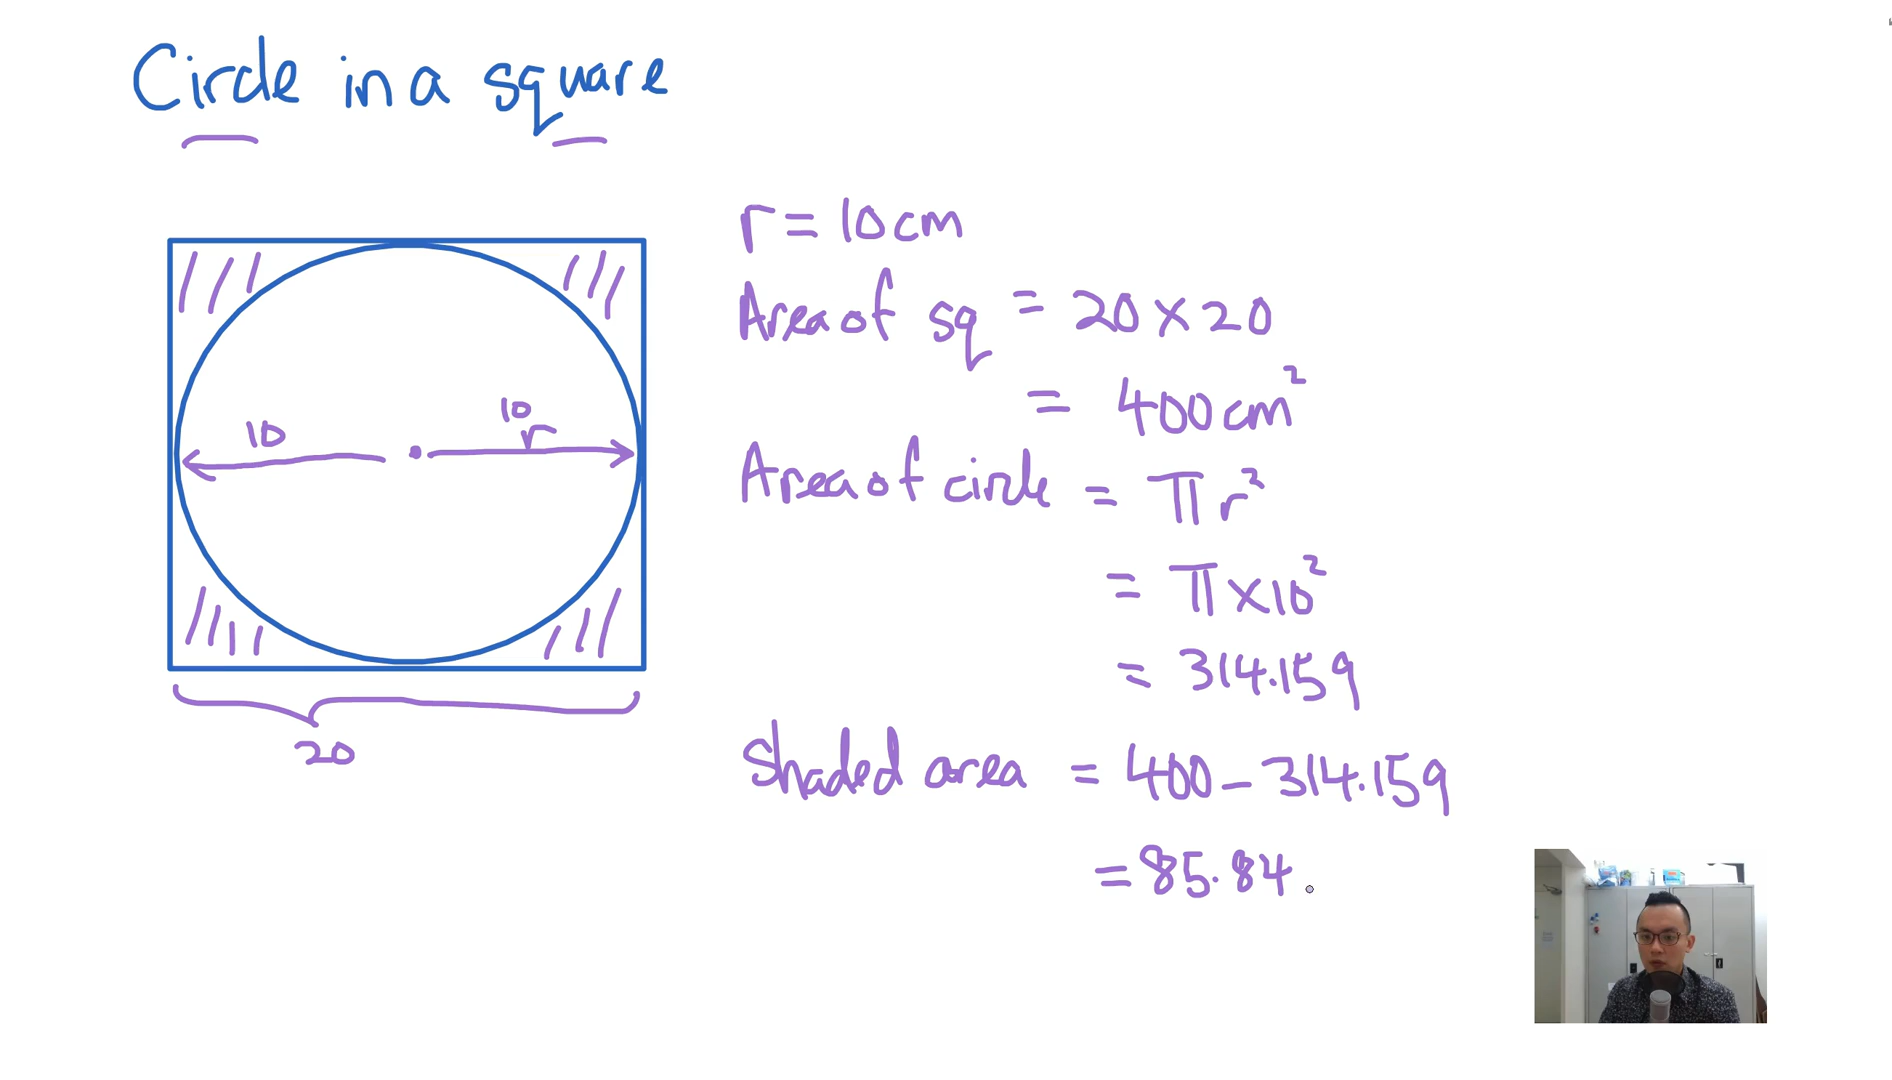 Circle in a square
r = 10cm
Area of sq = 20 × 20
= 400cm²
10
10
r
Area of circle = πr²
= π×10²
= 314.159
20
Shaded area = 400 - 314.159
= 85.84